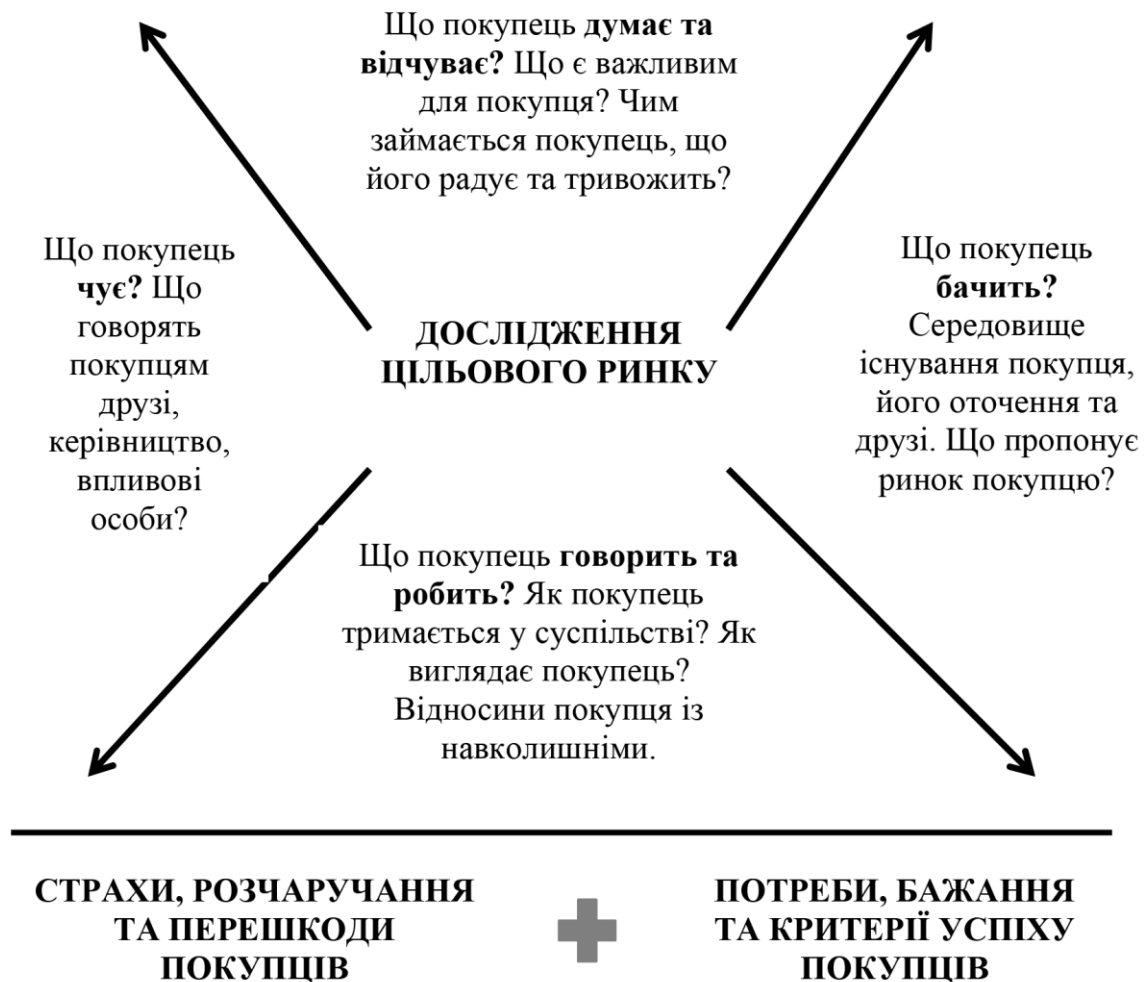 Що покупець думає та
відчуває? Що є важливим
для покупця? Чим
займається покупець, що
його радує та тривожить?
Що покупець
чує? Що
говорять
покупцям
друзі,
керівництво,
впливові
особи?
ДОСЛІДЖЕННЯ
ЦІЛЬОВОГО РИНКУ
Що покупець
бачить?
Середовище
існування покупця,
його оточення та
друзі. Що пропонує
ринок покупцю?
Що покупець говорить та
робить? Як покупець
тримається у суспільстві? Як
виглядає покупець?
Відносини покупця із
навколишніми.
СТРАХИ, РОЗЧАРУЧАННЯ
ТА ПЕРЕШКОДИ
ПОКУПЦІВ
ПОТРЕБИ, БАЖАННЯ
ТА КРИТЕРІЇ УСПІХУ
ПОКУПЦІВ